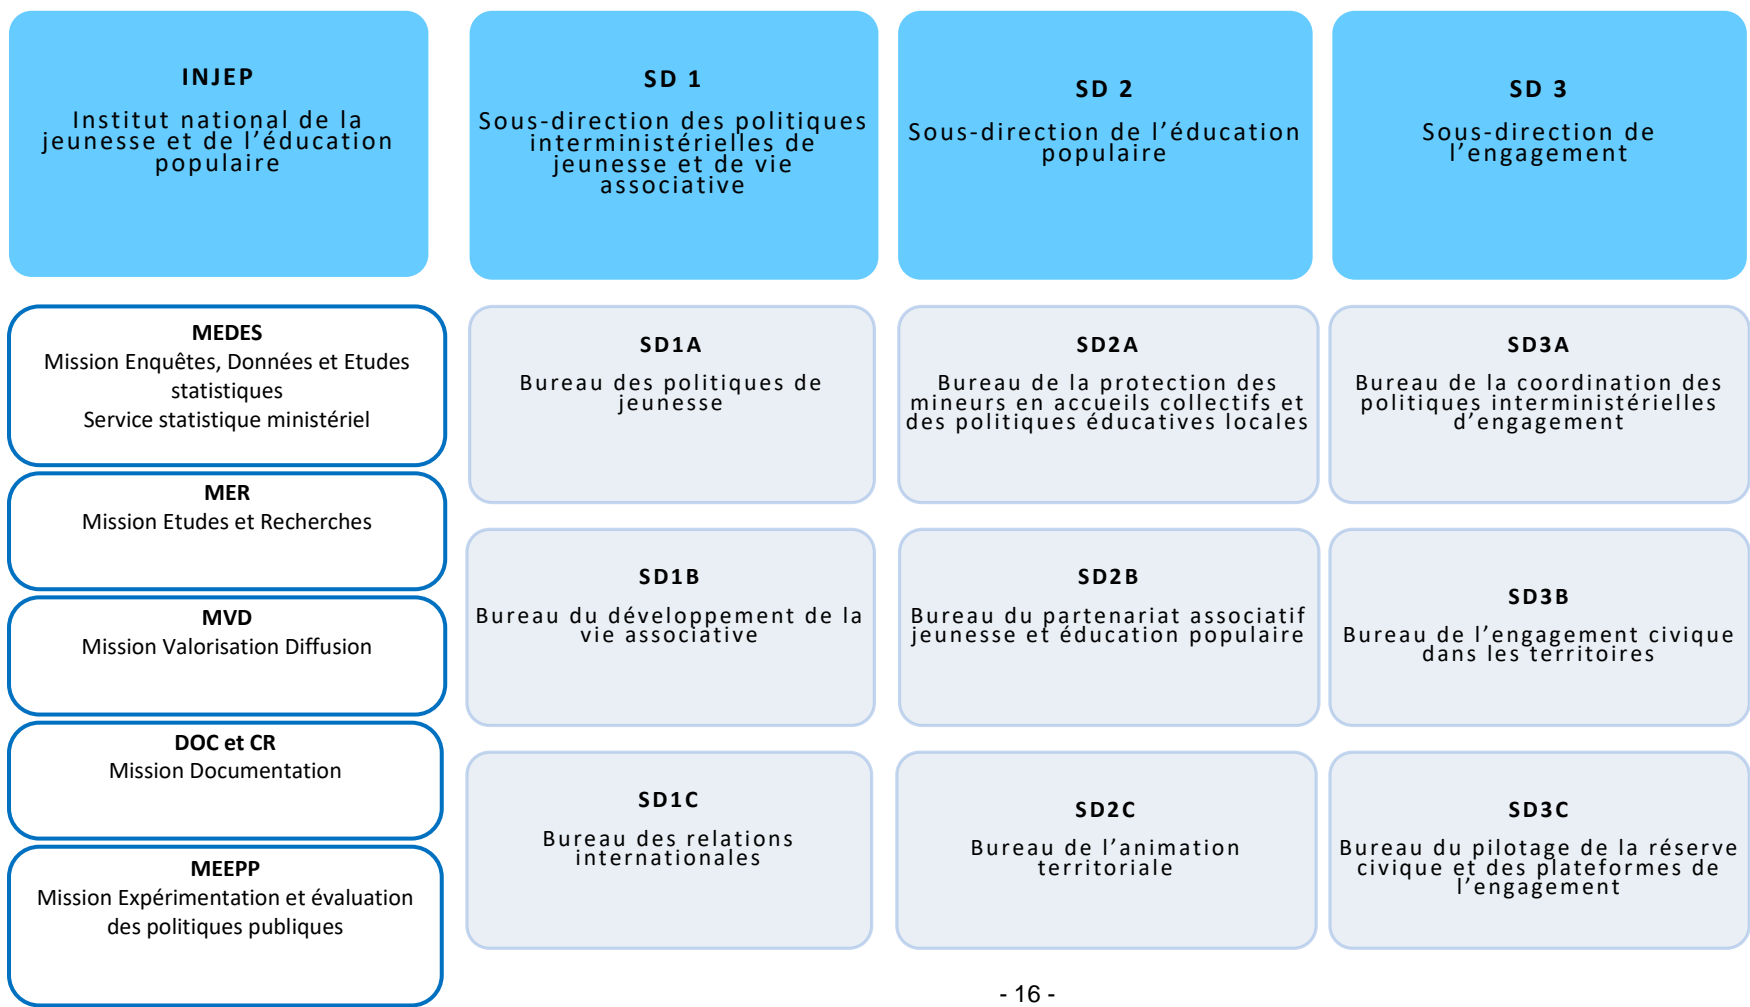 INJEP
Institut national de la
jeunesse et de l’éducation
populaire
SD 1
Sous-direction des politiques
interministérielles de
jeunesse et de vie
associative
SD 2
Sous-direction de l’éducation
populaire
SD 3
Sous-direction de
l’engagement
MEDES
Mission Enquêtes, Données et Etudes
statistiques
Service statistique ministériel
MER
Mission Etudes et Recherches
MVD
Mission Valorisation Diffusion
DOC et CR
Mission Documentation
MEEPP
Mission Expérimentation et évaluation
des politiques publiques
SD1A
Bureau des politiques de
jeunesse
SD1B
Bureau du développement de la
vie associative
SD1C
Bureau des relations
internationales
SD2A
Bureau de la protection des
mineurs en accueils collectifs et
des politiques éducatives locales
SD2B
Bureau du partenariat associatif
jeunesse et éducation populaire
SD2C
Bureau de l’animation
territoriale
SD3A
Bureau de la coordination des
politiques interministérielles
d’engagement
SD3B
Bureau de l’engagement civique
dans les territoires
SD3C
Bureau du pilotage de la réserve
civique et des plateformes de
l’engagement
- 16 -